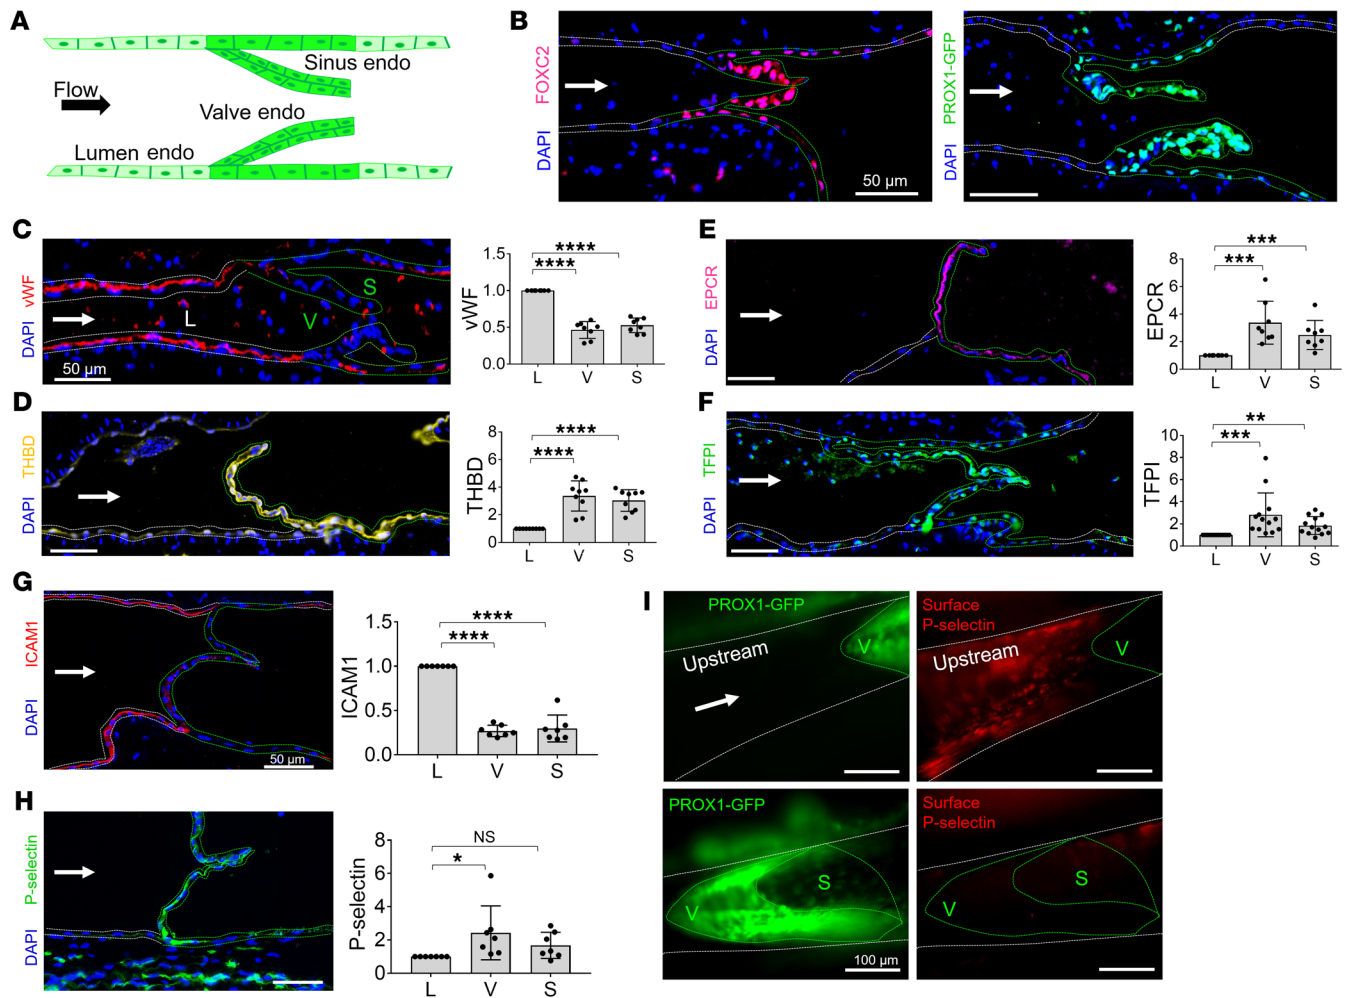 A
Flow
Sinus endo
Valve endo
Lumen endo
B
DAPI FOXC2
50 µm
DAPI PROX1-GFP
C
DAPI vWF
L
V
S
50 µm
vWF
1.5
1.0
0.5
0.0
****
****
L V S
D
DAPI THBD
THBD
8
6
4
2
0
****
****
L V S
E
DAPI EPCR
EPCR
8
6
4
2
0
***
***
L V S
F
DAPI TFPI
TFPI
10
8
6
4
2
0
**
***
L V S
G
DAPI ICAM1
50 µm
ICAM1
1.5
1.0
0.5
0.0
****
****
L V S
H
DAPI P-selectin
P-selectin
8
6
4
2
0
NS
*
L V S
I
PROX1-GFP
Upstream
V
Surface
P-selectin
Upstream
V
PROX1-GFP
S
V
100 µm
Surface
P-selectin
S
V